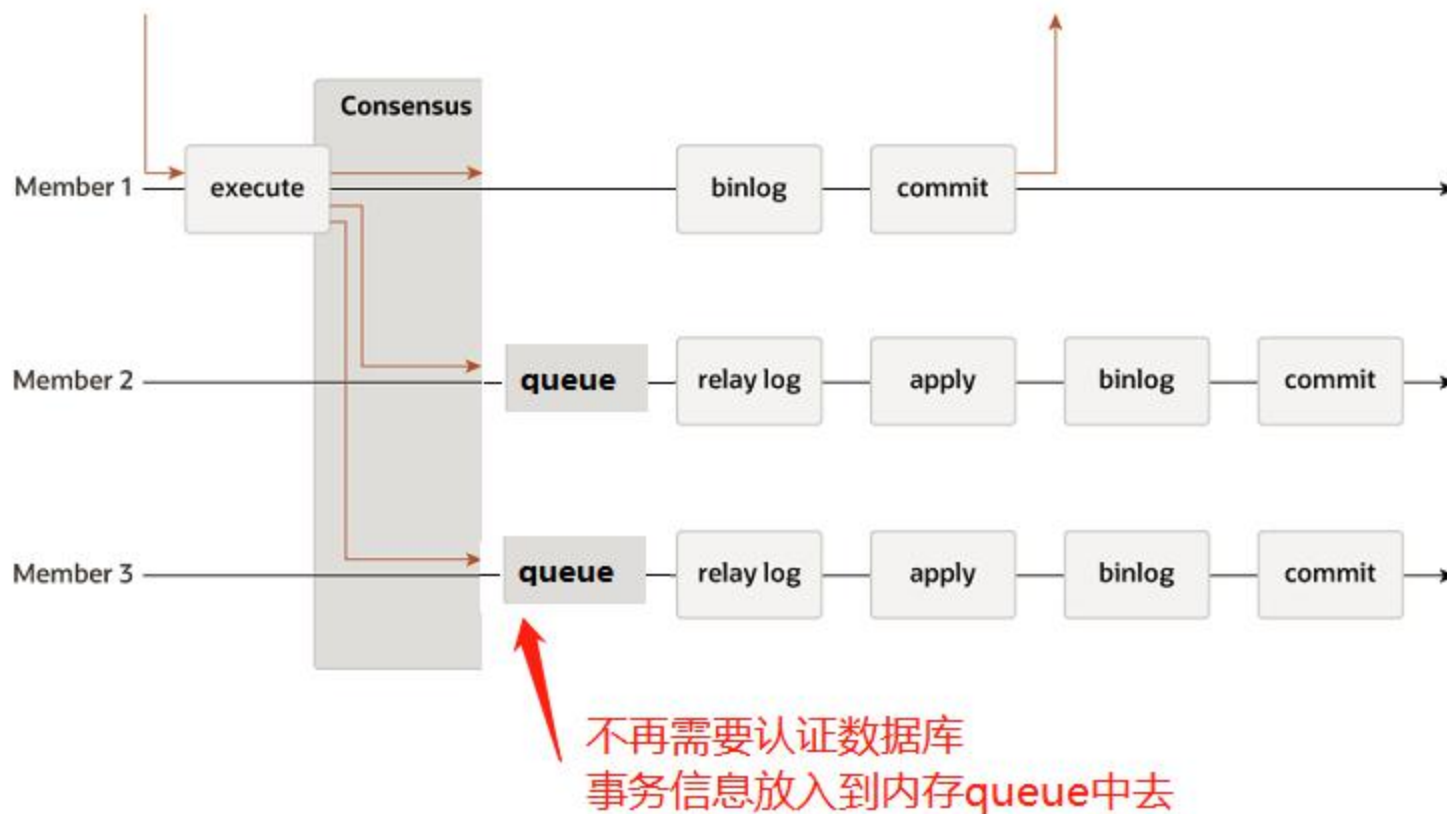 Consensus
Member 1 execute binlog commit
Member 2 queue relay log apply binlog commit
Member 3 queue relay log apply binlog commit
不再需要认证数据库
事务信息放入到内存queue中去